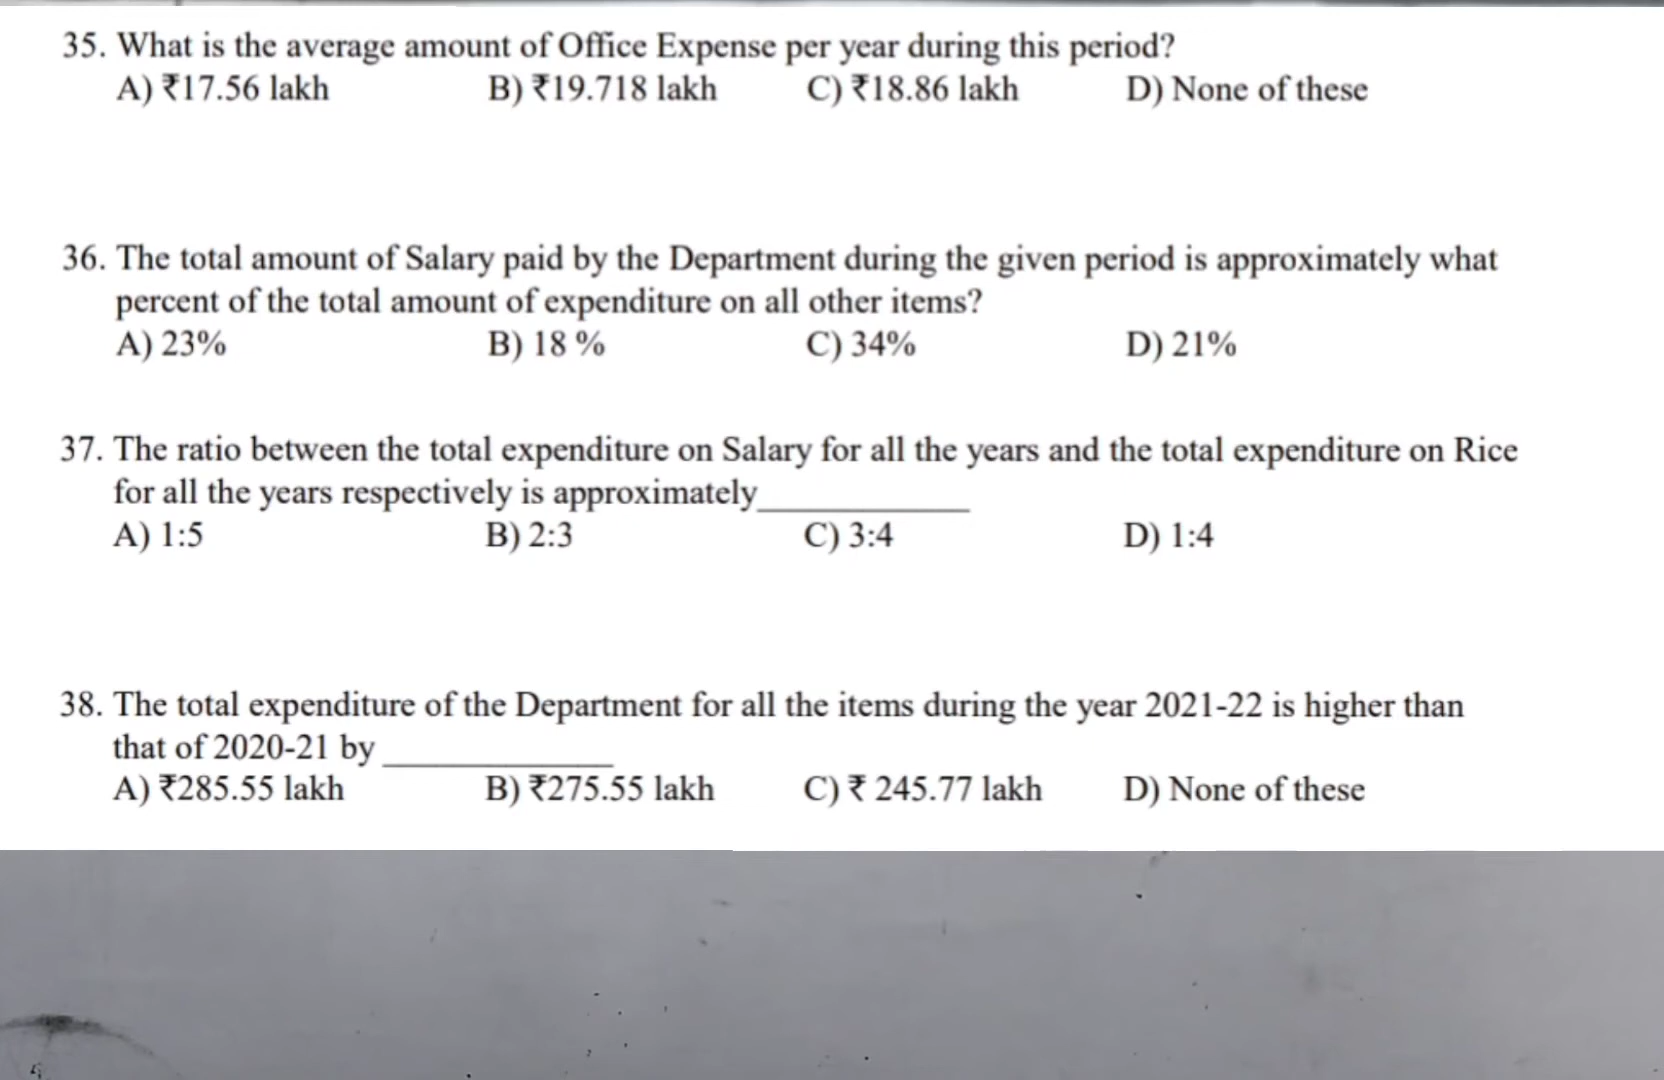 35. What is the average amount of Office Expense per year during this period?
A) ₹17.56 lakh B) ₹19.718 lakh C) ₹18.86 lakh D) None of these
36. The total amount of Salary paid by the Department during the given period is approximately what
percent of the total amount of expenditure on all other items?
A) 23% B) 18 % C) 34% D) 21%
37. The ratio between the total expenditure on Salary for all the years and the total expenditure on Rice
for all the years respectively is approximately____________
A) 1:5 B) 2:3 C) 3:4 D) 1:4
38. The total expenditure of the Department for all the items during the year 2021-22 is higher than
that of 2020-21 by _____________
A) ₹285.55 lakh B) ₹275.55 lakh C) ₹ 245.77 lakh D) None of these